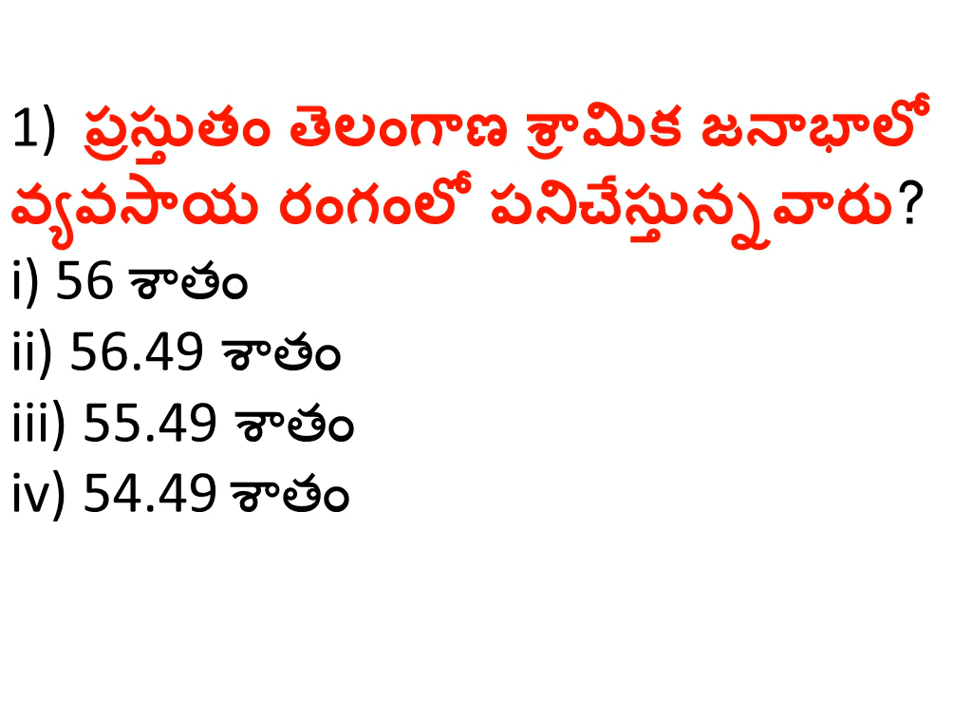 1) ప్రస్తుతం తెలంగాణ శ్రామిక జనాభాలో
వ్యవసాయ రంగంలో పనిచేస్తున్నవారు?
i) 56 శాతం
ii) 56.49 శాతం
iii) 55.49 శాతం
iv) 54.49 శాతం